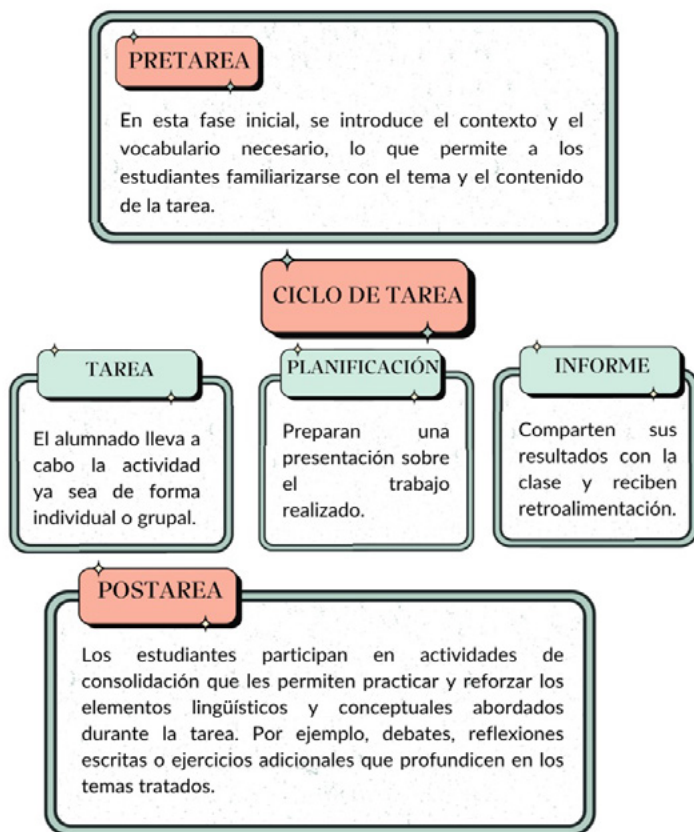 PRETAREA
En esta fase inicial, se introduce el contexto y el
vocabulario necesario, lo que permite a los
estudiantes familiarizarse con el tema y el contenido
de la tarea.
CICLO DE TAREA
TAREA
El alumnado lleva a
cabo la actividad
ya sea de forma
individual o grupal.
PLANIFICACIÓN
Preparan una
presentación sobre
el trabajo
realizado.
INFORME
Comparten sus
resultados con la
clase y reciben
retroalimentación.
POSTAREA
Los estudiantes participan en actividades de
consolidación que les permiten practicar y reforzar los
elementos lingüísticos y conceptuales abordados
durante la tarea. Por ejemplo, debates, reflexiones
escritas o ejercicios adicionales que profundicen en los
temas tratados.